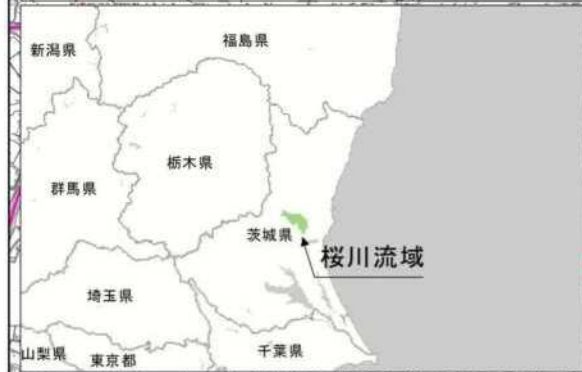 福島県
新潟県
栃木県
群馬県
茨城県
桜川流域
埼玉県
千葉県
山梨県
東京都